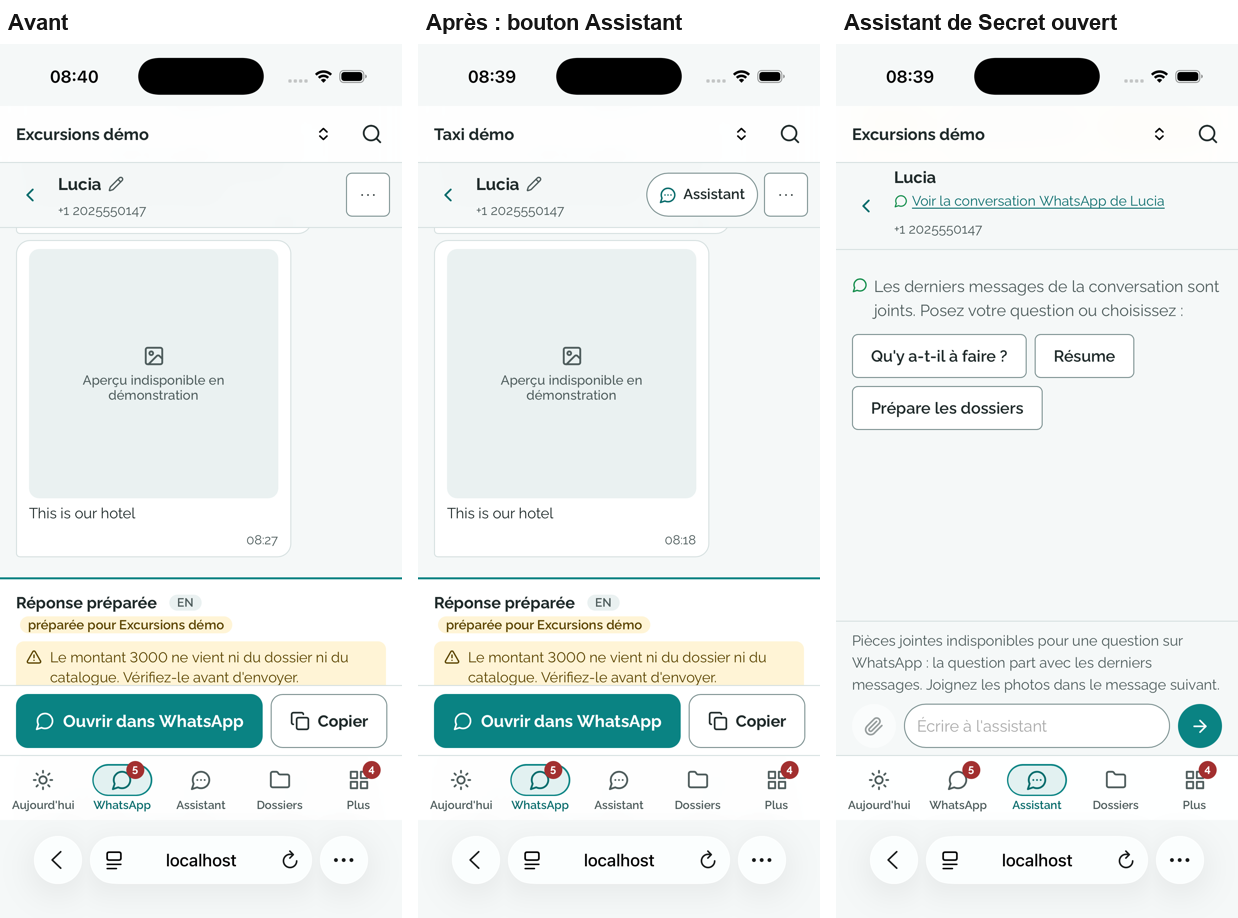 Avant
08:40
Excursions démo
Lucia
+1 2025550147
...
Aperçu indisponible en
démonstration
This is our hotel
08:27
Réponse préparée EN
préparée pour Excursions démo
Le montant 3000 ne vient ni du dossier ni du
catalogue. Vérifiez-le avant d'envoyer.
Ouvrir dans WhatsApp
Copier
5
4
Aujourd'hui
WhatsApp
Assistant
Dossiers
Plus
localhost
Après : bouton Assistant
08:39
Taxi démo
Lucia
+1 2025550147
Assistant
...
Aperçu indisponible en
démonstration
This is our hotel
08:18
Réponse préparée EN
préparée pour Excursions démo
Le montant 3000 ne vient ni du dossier ni du
catalogue. Vérifiez-le avant d'envoyer.
Ouvrir dans WhatsApp
Copier
5
4
Aujourd'hui
WhatsApp
Assistant
Dossiers
Plus
localhost
Assistant de Secret ouvert
08:39
Excursions démo
Lucia
Voir la conversation WhatsApp de Lucia
+1 2025550147
Les derniers messages de la conversation sont
joints. Posez votre question ou choisissez :
Qu'y a-t-il à faire ?
Résume
Prépare les dossiers
Pièces jointes indisponibles pour une question sur
WhatsApp : la question part avec les derniers
messages. Joignez les photos dans le message suivant.
Écrire à l'assistant
5
4
Aujourd'hui
WhatsApp
Assistant
Dossiers
Plus
localhost